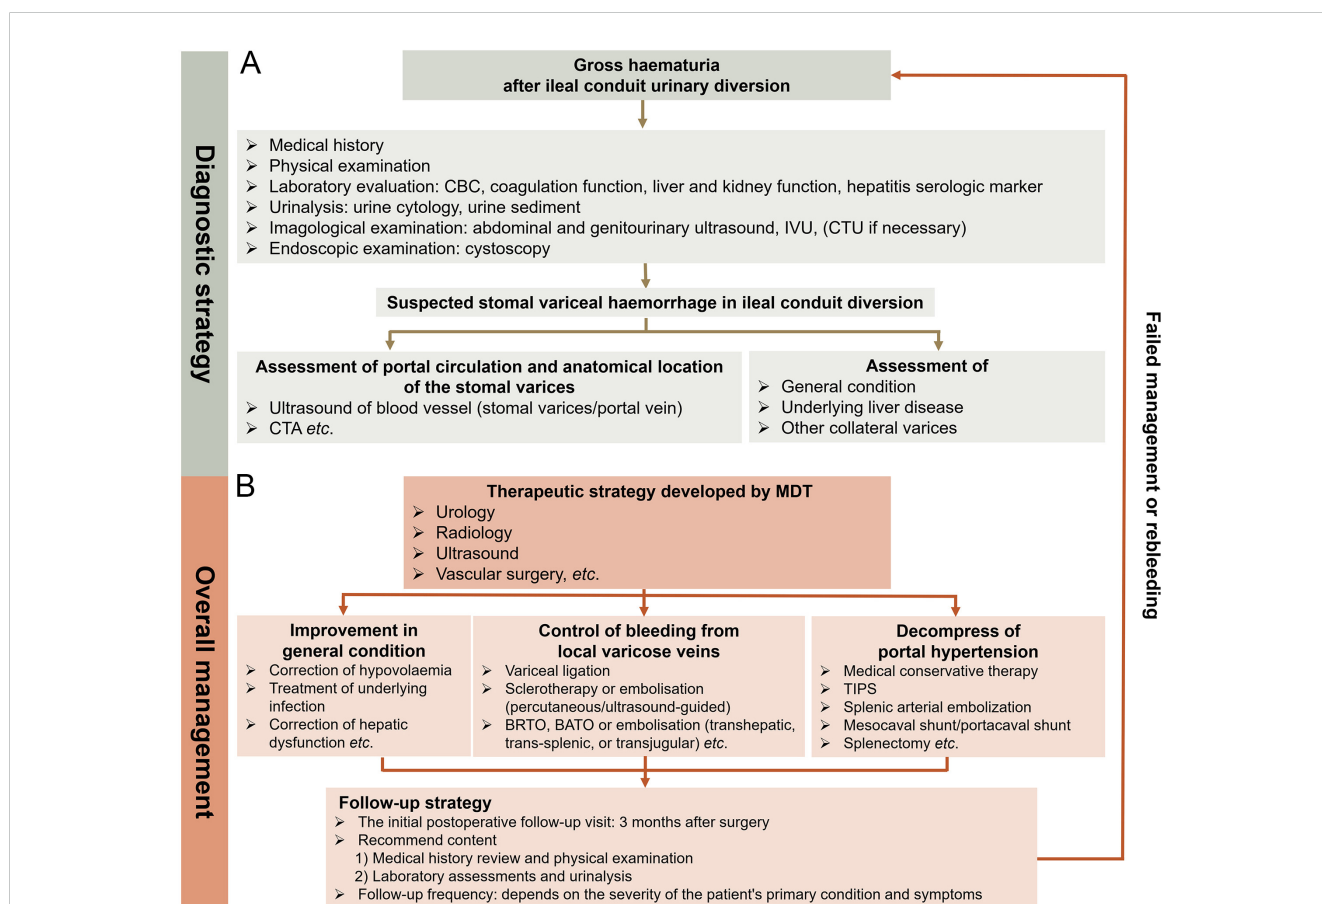 A
Diagnostic strategy
Gross haematuria
after ileal conduit urinary diversion
➢ Medical history
➢ Physical examination
➢ Laboratory evaluation: CBC, coagulation function, liver and kidney function, hepatitis serologic marker
➢ Urinalysis: urine cytology, urine sediment
➢ Imagological examination: abdominal and genitourinary ultrasound, IVU, (CTU if necessary)
➢ Endoscopic examination: cystoscopy
Suspected stomal variceal haemorrhage in ileal conduit diversion
Assessment of portal circulation and anatomical location
of the stomal varices
➢ Ultrasound of blood vessel (stomal varices/portal vein)
➢ CTA etc.
Assessment of
➢ General condition
➢ Underlying liver disease
➢ Other collateral varices
B
Overall management
Therapeutic strategy developed by MDT
➢ Urology
➢ Radiology
➢ Ultrasound
➢ Vascular surgery, etc.
Improvement in
general condition
➢ Correction of hypovolaemia
➢ Treatment of underlying
infection
➢ Correction of hepatic
dysfunction etc.
Control of bleeding from
local varicose veins
➢ Variceal ligation
➢ Sclerotherapy or embolisation
(percutaneous/ultrasound-guided)
➢ BRTO, BATO or embolisation (transhepatic,
trans-splenic, or transjugular) etc.
Decompress of
portal hypertension
➢ Medical conservative therapy
➢ TIPS
➢ Splenic arterial embolization
➢ Mesocaval shunt/portacaval shunt
➢ Splenectomy etc.
Follow-up strategy
➢ The initial postoperative follow-up visit: 3 months after surgery
➢ Recommend content
1) Medical history review and physical examination
2) Laboratory assessments and urinalysis
➢ Follow-up frequency: depends on the severity of the patient's primary condition and symptoms
Failed management or rebleeding